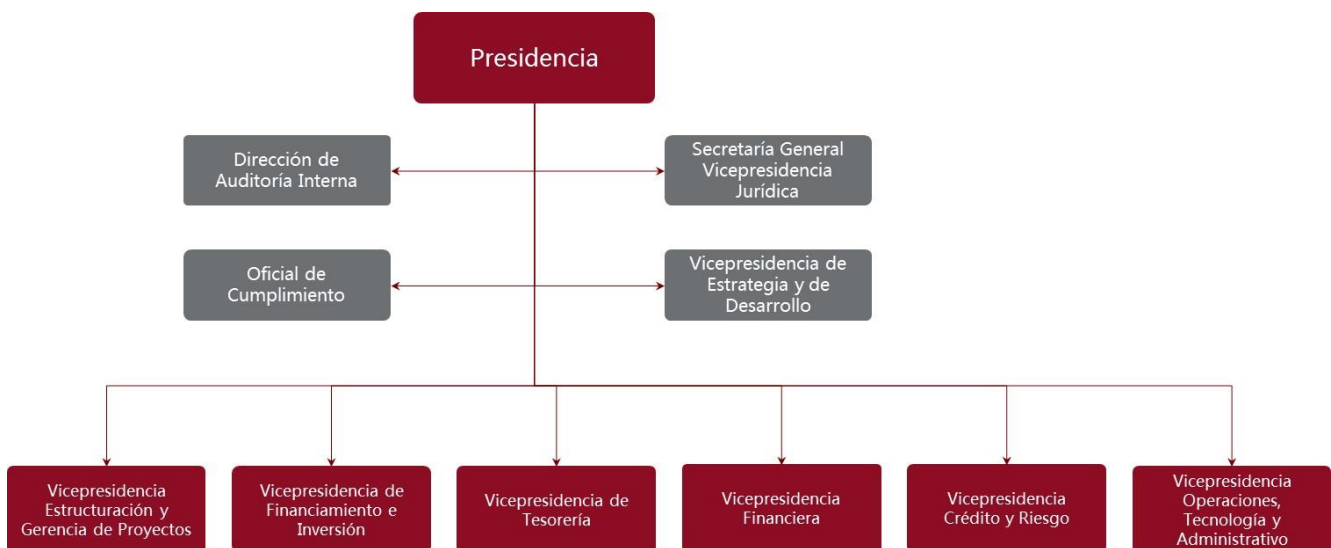 Presidencia
Dirección de
Auditoría Interna
Secretaría General
Vicepresidencia
Jurídica
Oficial de
Cumplimiento
Vicepresidencia de
Estrategia y de
Desarrollo
Vicepresidencia
Estructuración y
Gerencia de Proyectos
Vicepresidencia de
Financiamiento e
Inversión
Vicepresidencia de
Tesorería
Vicepresidencia
Financiera
Vicepresidencia
Crédito y Riesgo
Vicepresidencia
Operaciones,
Tecnología y
Administrativo